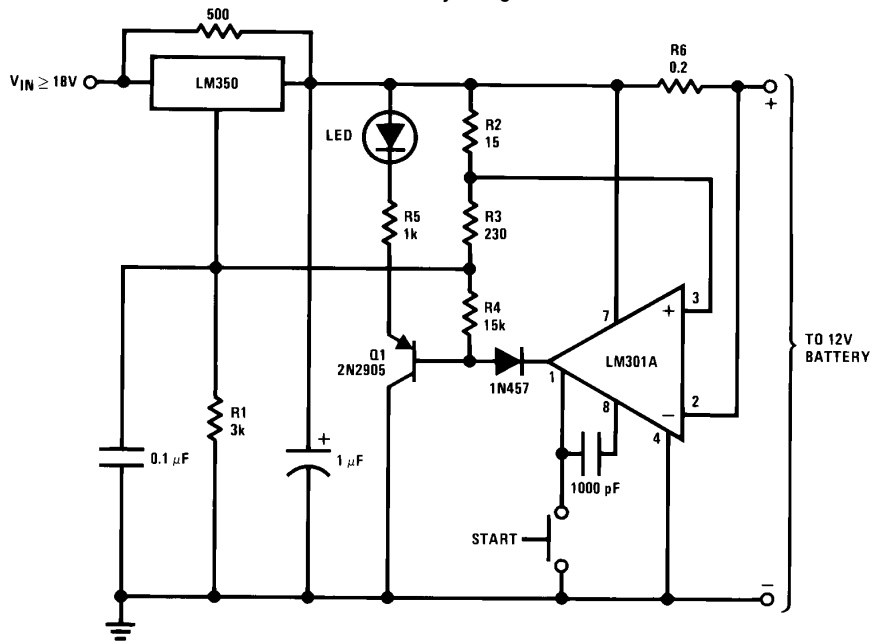 500
V_IN ≥ 18V
LM350
R6
0.2
+
LED
R2
15
R5
1k
R3
230
R4
15k
7
+
3
Q1
2N2905
1N457
1
LM301A
TO 12V
BATTERY
8
−
2
4
R1
3k
0.1 μF
+
1 μF
1000 pF
START
−